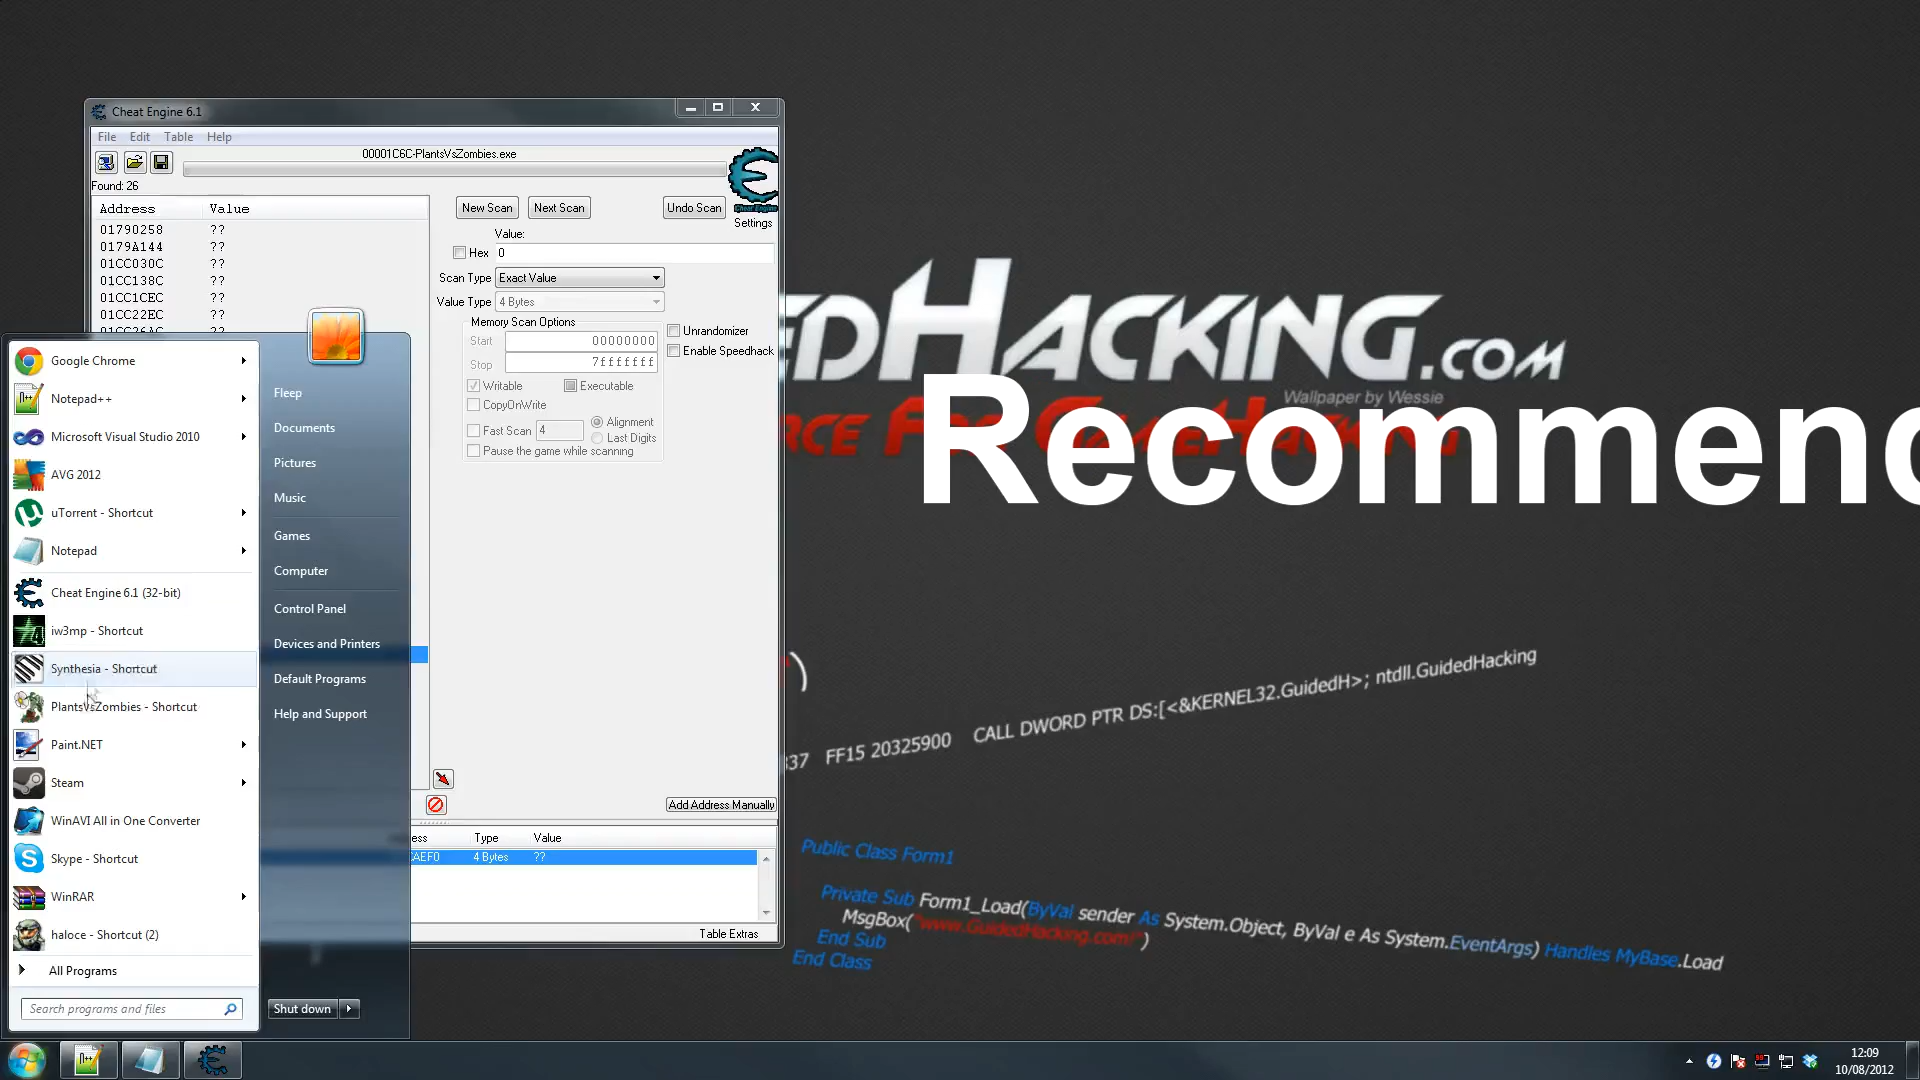 Cheat Engine 6.1
File Edit Table Help
00001C6C-PlantsVsZombies.exe
Found: 26
Address Value
01790258 ??
0179A144 ??
01CC030C ??
01CC138C ??
01CC1CEC ??
01CC22EC ??
New Scan Next Scan Undo Scan
Settings
Value:
Hex 0
Scan Type Exact Value
Value Type 4 Bytes
Memory Scan Options
Start 00000000
Stop 7fffffff
Writable Executable
CopyOnWrite
Fast Scan 4 Alignment
Last Digits
Pause the game while scanning
Unrandomizer
Enable Speedhack
Add Address Manually
Type Value
4 Bytes ??
Table Extras
Google Chrome
Notepad++
Microsoft Visual Studio 2010
AVG 2012
uTorrent - Shortcut
Notepad
Cheat Engine 6.1 (32-bit)
iw3mp - Shortcut
Synthesia - Shortcut
PlantsVsZombies - Shortcut
Paint.NET
Steam
WinAVI All in One Converter
Skype - Shortcut
WinRAR
haloce - Shortcut (2)
All Programs
Search programs and files
Fleep
Documents
Pictures
Music
Games
Computer
Control Panel
Devices and Printers
Default Programs
Help and Support
Shut down
EDHACKING.COM
Wallpaper by Wessie
Recommend
337 FF15 20325900 CALL DWORD PTR DS:[<&KERNEL32.GuidedH>; ntdll.GuidedHacking
Public Class Form1
Private Sub Form1_Load(ByVal sender As System.Object, ByVal e As System.EventArgs) Handles MyBase.Load
MsgBox("www.GuidedHacking.com!")
End Sub
End Class
12:09
10/08/2012